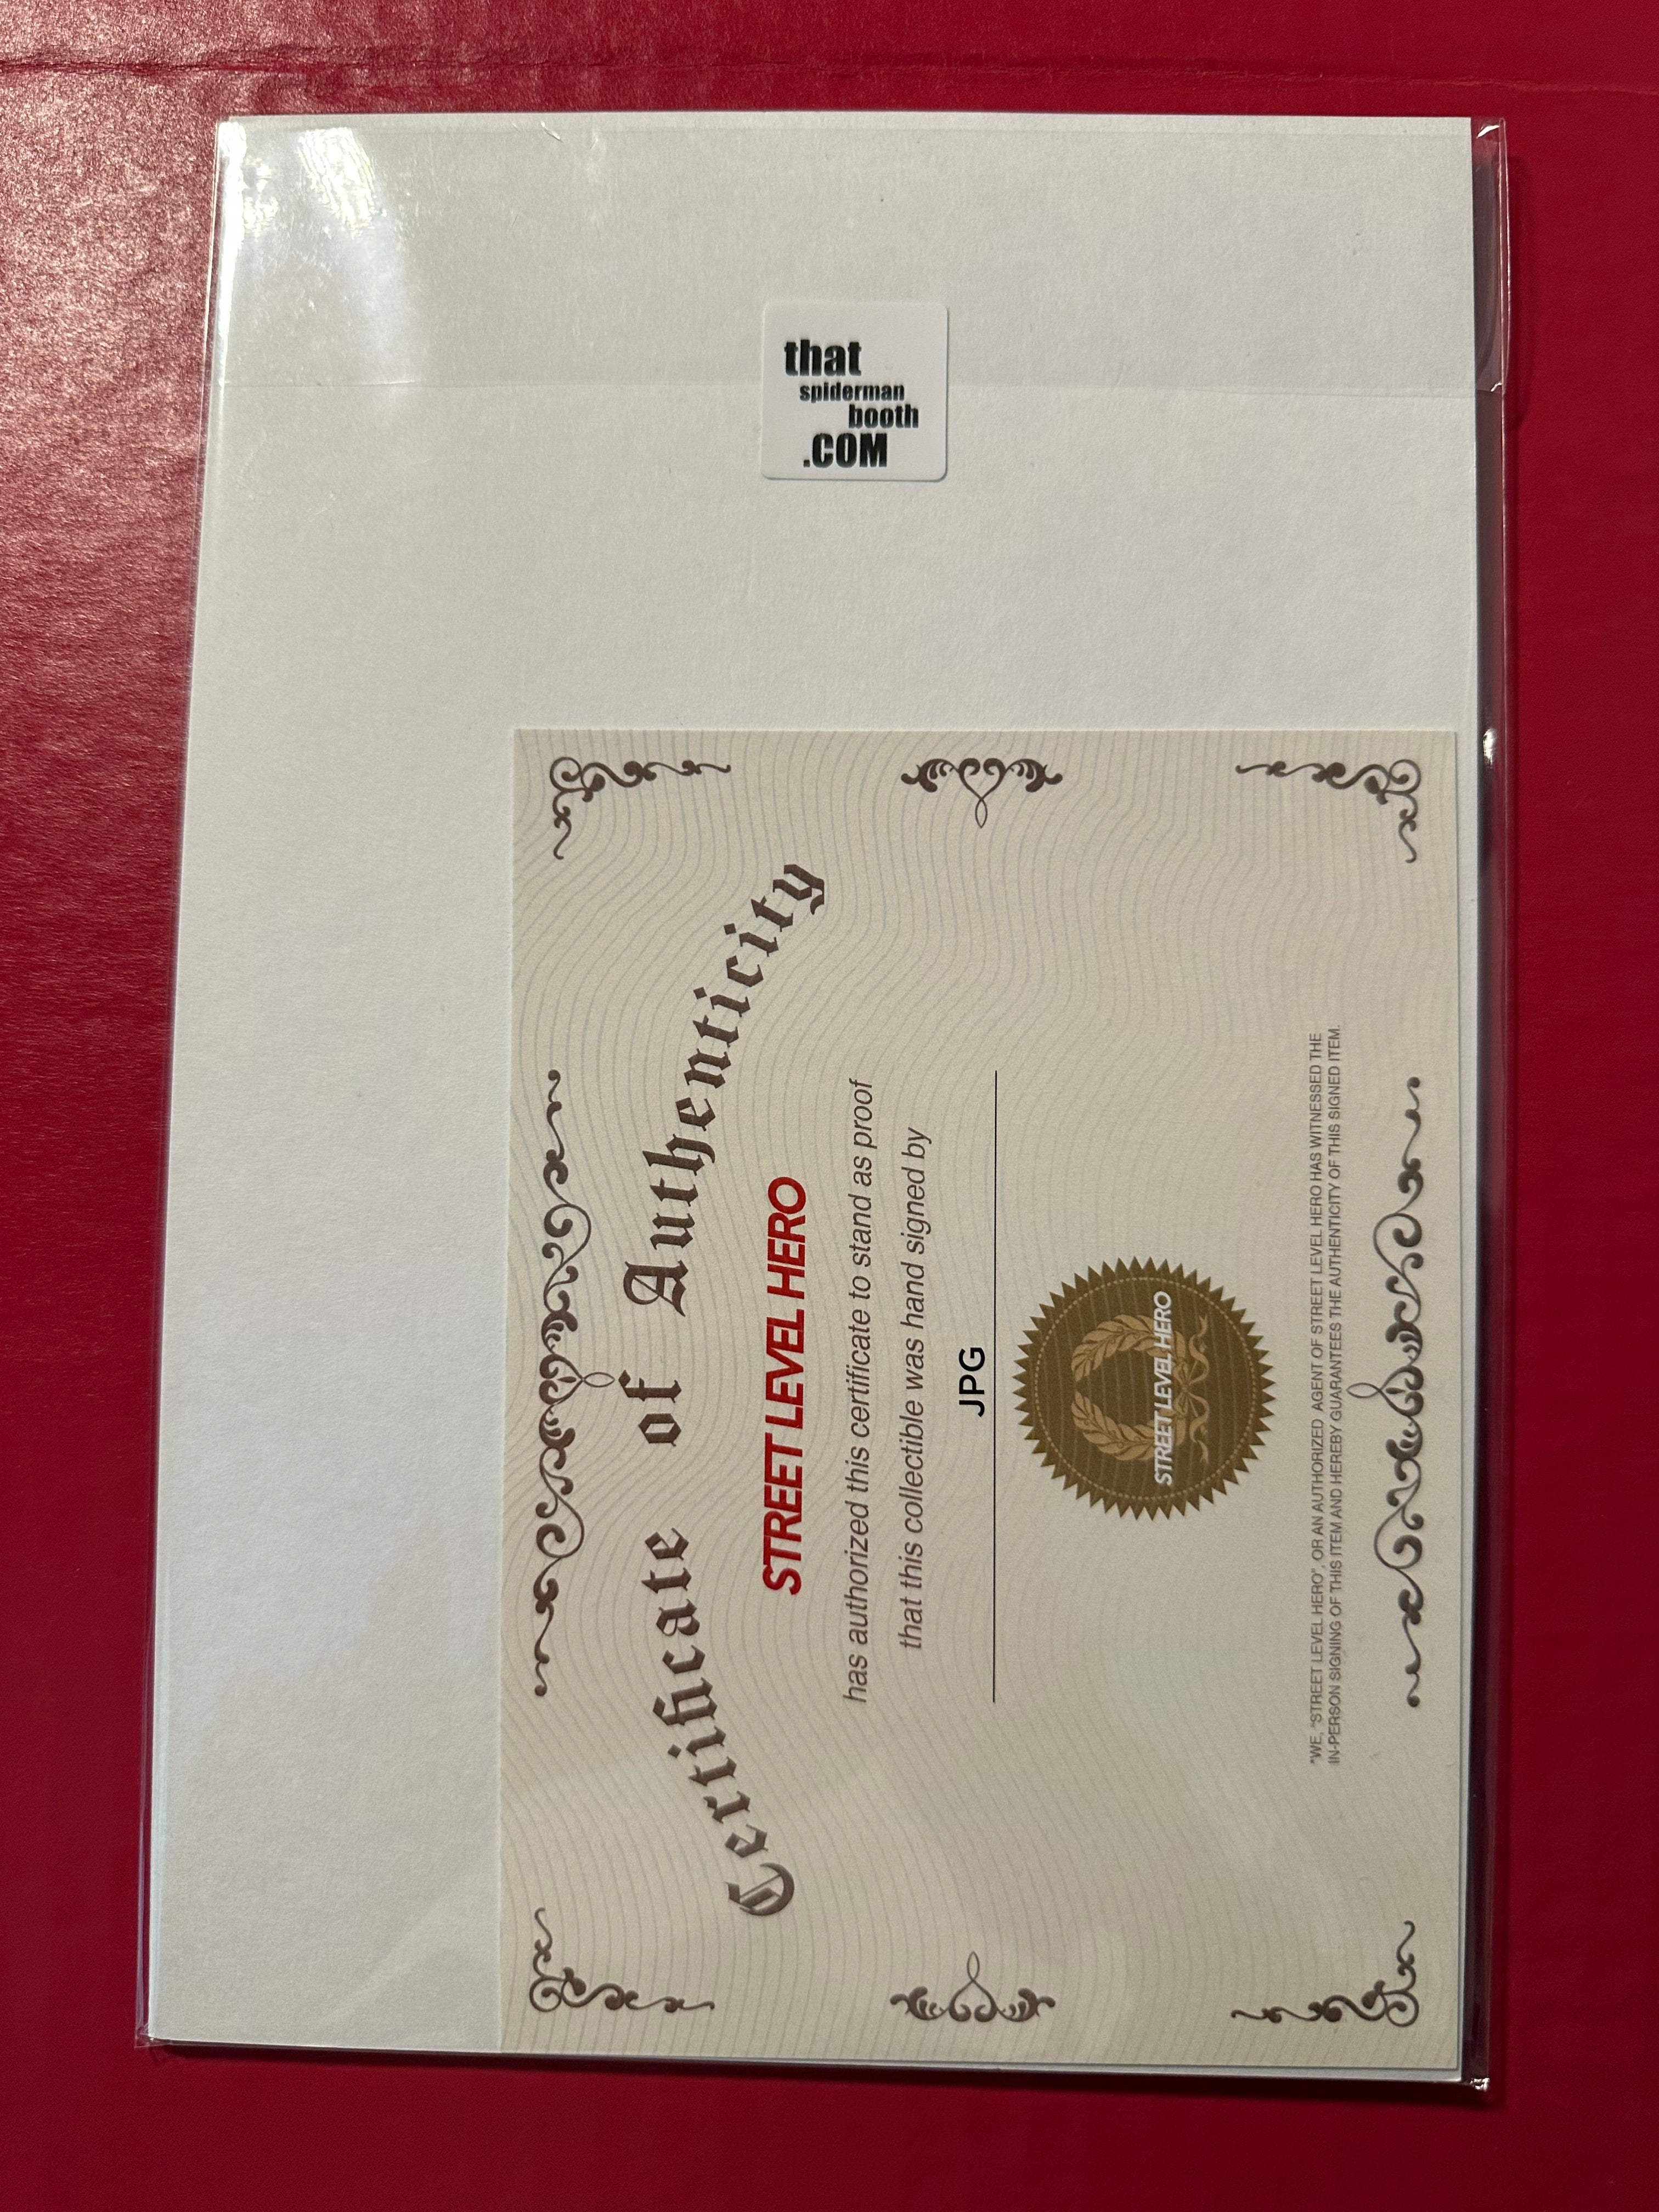 that
spiderman
booth
.COM
Certificate of Authenticity
STREET LEVEL HERO
has authorized this certificate to stand as proof
that this collectible was hand signed by
JPG
STREET LEVEL HERO
"WE, "STREET LEVEL HERO", OR AN AUTHORIZED AGENT OF STREET LEVEL HERO HAS WITNESSED THE
IN-PERSON SIGNING OF THIS ITEM AND HEREBY GUARANTEES THE AUTHENTICITY OF THIS SIGNED ITEM.